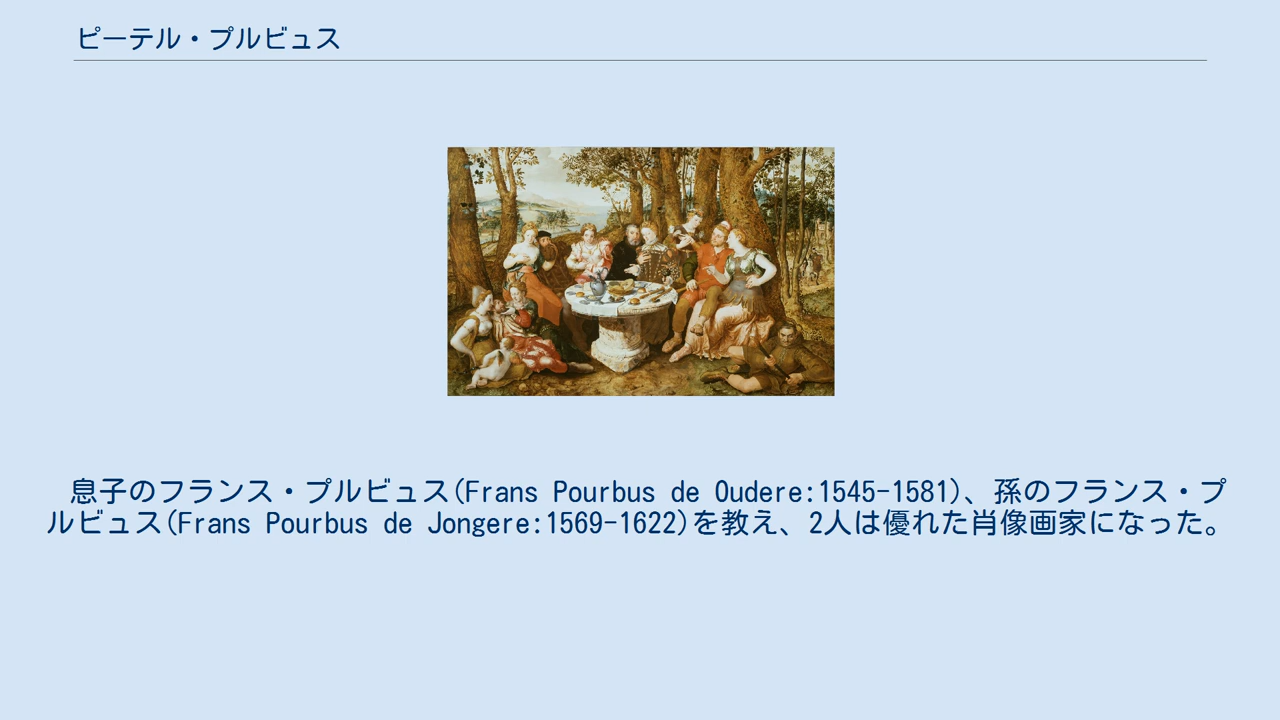 ピーテル・プルビュス
息子のフランス・プルビュス(Frans Pourbus de Oudere:1545-1581)、孫のフランス・プ
ルビュス(Frans Pourbus de Jongere:1569-1622)を教え、2人は優れた肖像画家になった。